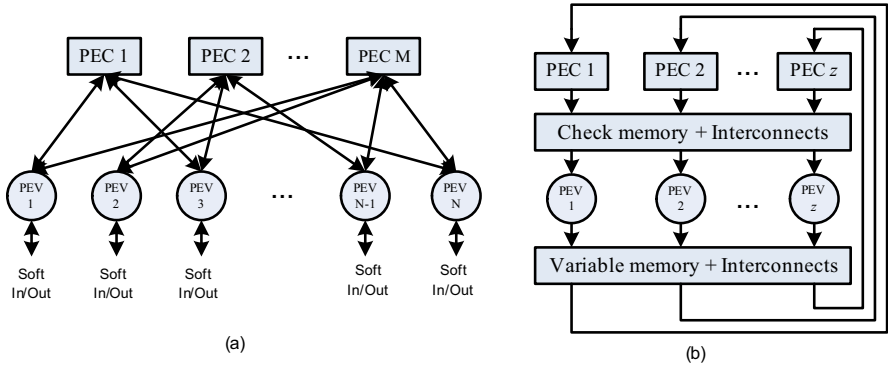 PEC 1
PEC 2
...
PEC M
PEV
1
PEV
2
PEV
3
...
PEV
N-1
PEV
N
Soft
In/Out
Soft
In/Out
Soft
In/Out
Soft
In/Out
Soft
In/Out
(a)
PEC 1
PEC 2
...
PEC z
Check memory + Interconnects
PEV
1
PEV
2
...
PEV
z
Variable memory + Interconnects
(b)